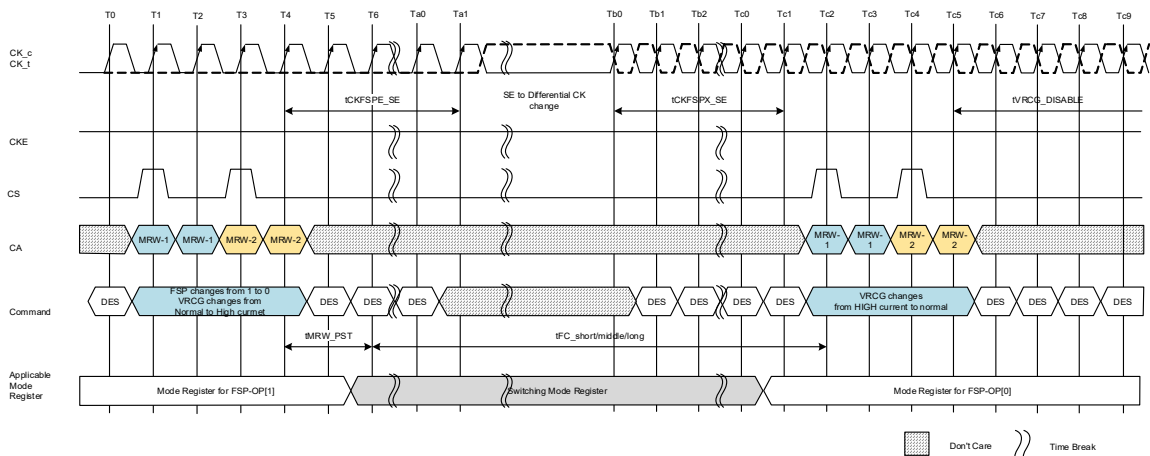 T0 T1 T2 T3 T4 T5 T6 Ta0 Ta1 Tb0 Tb1 Tb2 Tc0 Tc1 Tc2 Tc3 Tc4 Tc5 Tc6 Tc7 Tc8 Tc9
CK_c
CK_t
tCKFSPE_SE
SE to Differential CK
change
tCKFSPX_SE
tVRCG_DISABLE
CKE
CS
CA
MRW-1 MRW-1 MRW-2 MRW-2
MRW-
1
MRW-
1
MRW-
2
MRW-
2
Command
DES
FSP changes from 1 to 0
VRCG changes from
Normal to High curmet
DES DES DES DES DES DES DES
VRCG changes
from HIGH current to normal
DES DES DES DES
tMRW_PST
tFC_short/middle/long
Applicable
Mode
Register
Mode Register for FSP-OP[1]
Switching Mode Register
Mode Register for FSP-OP[0]
Don't Care
Time Break